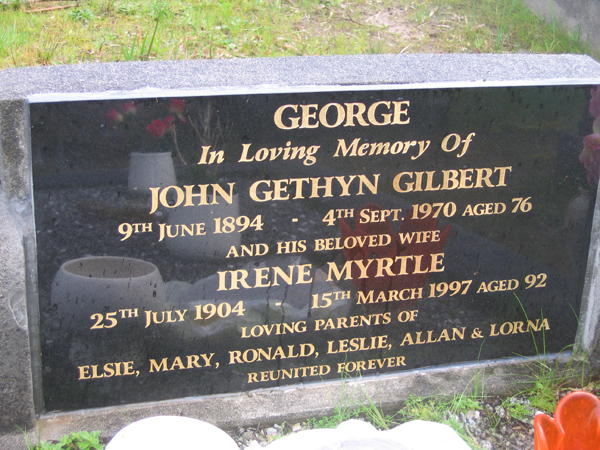 GEORGE
In Loving Memory Of
JOHN GETHYN GILBERT
9TH JUNE 1894 - 4TH SEPT. 1970 AGED 76
AND HIS BELOVED WIFE
IRENE MYRTLE
25TH JULY 1904 - 15TH MARCH 1997 AGED 92
LOVING PARENTS OF
ELSIE, MARY, RONALD, LESLIE, ALLAN & LORNA
REUNITED FOREVER